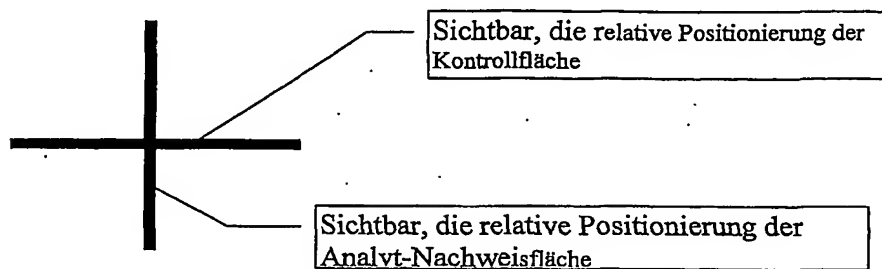 Sichtbar, die relative Positionierung der
Kontrollfläche
Sichtbar, die relative Positionierung der
Analyt-Nachweisfläche